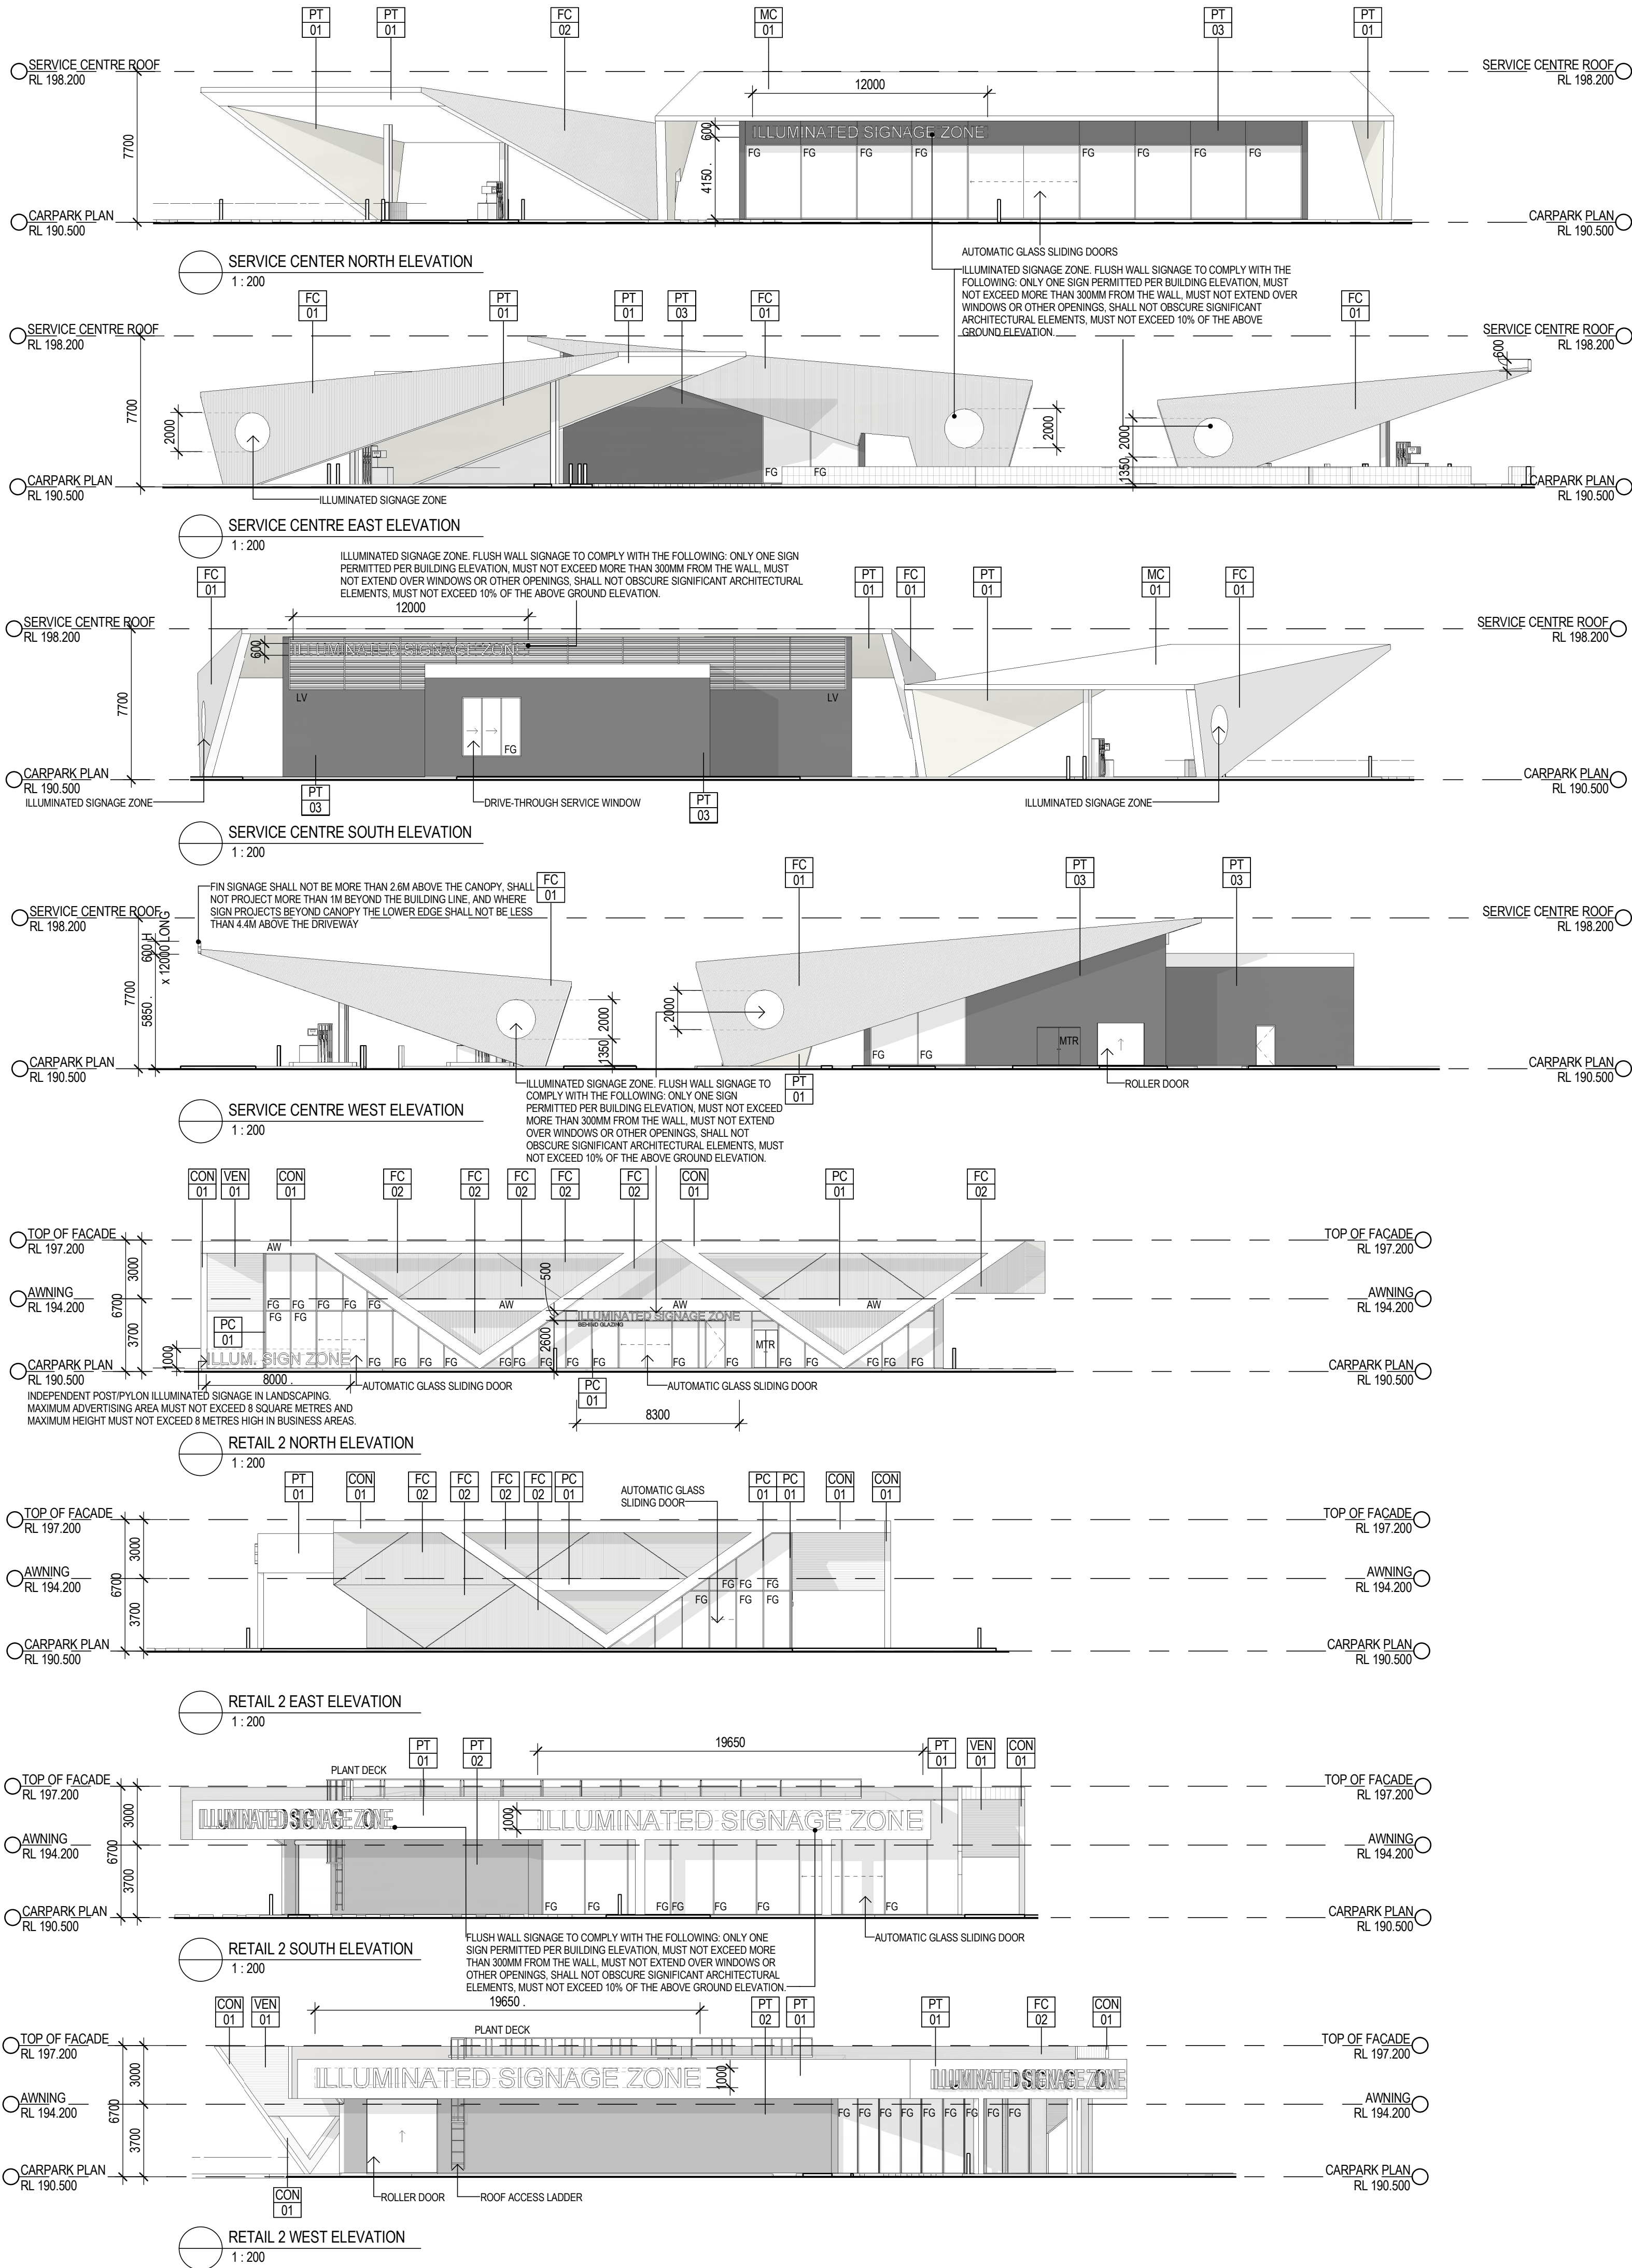 PT 01
PT 01
FC 02
MC 01
PT 03
PT 01
SERVICE CENTRE ROOF
RL 198.200
SERVICE CENTRE ROOF
RL 198.200
12000
7700
600
ILLUMINATED SIGNAGE ZONE
FG FG FG FG FG FG FG FG
4150 .
CARPARK PLAN
RL 190.500
CARPARK PLAN
RL 190.500
AUTOMATIC GLASS SLIDING DOORS
SERVICE CENTER NORTH ELEVATION
1 : 200
ILLUMINATED SIGNAGE ZONE. FLUSH WALL SIGNAGE TO COMPLY WITH THE
FOLLOWING: ONLY ONE SIGN PERMITTED PER BUILDING ELEVATION, MUST
NOT EXCEED MORE THAN 300MM FROM THE WALL, MUST NOT EXTEND OVER
WINDOWS OR OTHER OPENINGS, SHALL NOT OBSCURE SIGNIFICANT
ARCHITECTURAL ELEMENTS, MUST NOT EXCEED 10% OF THE ABOVE
GROUND ELEVATION.
FC 01
PT 01
PT 01
PT 03
FC 01
FC 01
SERVICE CENTRE ROOF
RL 198.200
SERVICE CENTRE ROOF
RL 198.200
600
7700
2000
2000
2000
1350
FG FG
CARPARK PLAN
RL 190.500
CARPARK PLAN
RL 190.500
ILLUMINATED SIGNAGE ZONE
SERVICE CENTRE EAST ELEVATION
1 : 200
ILLUMINATED SIGNAGE ZONE. FLUSH WALL SIGNAGE TO COMPLY WITH THE FOLLOWING: ONLY ONE SIGN
PERMITTED PER BUILDING ELEVATION, MUST NOT EXCEED MORE THAN 300MM FROM THE WALL, MUST
NOT EXTEND OVER WINDOWS OR OTHER OPENINGS, SHALL NOT OBSCURE SIGNIFICANT ARCHITECTURAL
ELEMENTS, MUST NOT EXCEED 10% OF THE ABOVE GROUND ELEVATION.
FC 01
PT 01
FC 01
PT 01
MC 01
FC 01
12000
SERVICE CENTRE ROOF
RL 198.200
SERVICE CENTRE ROOF
RL 198.200
600
ILLUMINATED SIGNAGE ZONE
7700
LV
LV
FG
CARPARK PLAN
RL 190.500
CARPARK PLAN
RL 190.500
ILLUMINATED SIGNAGE ZONE
PT 03
DRIVE-THROUGH SERVICE WINDOW
PT 03
ILLUMINATED SIGNAGE ZONE
SERVICE CENTRE SOUTH ELEVATION
1 : 200
FIN SIGNAGE SHALL NOT BE MORE THAN 2.6M ABOVE THE CANOPY, SHALL
NOT PROJECT MORE THAN 1M BEYOND THE BUILDING LINE, AND WHERE
SIGN PROJECTS BEYOND CANOPY THE LOWER EDGE SHALL NOT BE LESS
THAN 4.4M ABOVE THE DRIVEWAY
FC 01
FC 01
PT 03
PT 03
SERVICE CENTRE ROOF
RL 198.200
SERVICE CENTRE ROOF
RL 198.200
600 H
x 12000 LONG
7700
5850 .
2000
1350
2000
FG FG
MTR
CARPARK PLAN
RL 190.500
CARPARK PLAN
RL 190.500
PT 01
ROLLER DOOR
SERVICE CENTRE WEST ELEVATION
1 : 200
ILLUMINATED SIGNAGE ZONE. FLUSH WALL SIGNAGE TO
COMPLY WITH THE FOLLOWING: ONLY ONE SIGN
PERMITTED PER BUILDING ELEVATION, MUST NOT EXCEED
MORE THAN 300MM FROM THE WALL, MUST NOT EXTEND
OVER WINDOWS OR OTHER OPENINGS, SHALL NOT
OBSCURE SIGNIFICANT ARCHITECTURAL ELEMENTS, MUST
NOT EXCEED 10% OF THE ABOVE GROUND ELEVATION.
CON 01
VEN 01
CON 01
FC 02
FC 02
FC 02
FC 02
FC 02
CON 01
PC 01
FC 02
TOP OF FACADE
RL 197.200
TOP OF FACADE
RL 197.200
AW
3000
500
AWNING
RL 194.200
AWNING
RL 194.200
6700
FG FG FG FG FG
AW AW AW
FG FG
ILLUMINATED SIGNAGE ZONE
BEHIND GLAZING
PC 01
3700
2600
MTR
1000
ILLUM. SIGN ZONE
FG FG FG FG FG FG FG FG FG FG FG FG FG FG FG FG
CARPARK PLAN
RL 190.500
CARPARK PLAN
RL 190.500
8000 .
AUTOMATIC GLASS SLIDING DOOR
PC 01
AUTOMATIC GLASS SLIDING DOOR
INDEPENDENT POST/PYLON ILLUMINATED SIGNAGE IN LANDSCAPING.
MAXIMUM ADVERTISING AREA MUST NOT EXCEED 8 SQUARE METRES AND
MAXIMUM HEIGHT MUST NOT EXCEED 8 METRES HIGH IN BUSINESS AREAS.
8300
RETAIL 2 NORTH ELEVATION
1 : 200
PT 01
CON 01
FC 02
FC 02
FC 02
FC 02
PC 01
AUTOMATIC GLASS
SLIDING DOOR
PC 01
PC 01
CON 01
CON 01
TOP OF FACADE
RL 197.200
TOP OF FACADE
RL 197.200
3000
AWNING
RL 194.200
AWNING
RL 194.200
6700
FG FG FG
FG FG FG
3700
CARPARK PLAN
RL 190.500
CARPARK PLAN
RL 190.500
RETAIL 2 EAST ELEVATION
1 : 200
PT 01
PT 02
19650
PT 01
VEN 01
CON 01
PLANT DECK
TOP OF FACADE
RL 197.200
TOP OF FACADE
RL 197.200
3000
ILLUMINATED SIGNAGE ZONE
1000
ILLUMINATED SIGNAGE ZONE
AWNING
RL 194.200
AWNING
RL 194.200
6700
3700
FG FG FG FG FG FG FG
CARPARK PLAN
RL 190.500
CARPARK PLAN
RL 190.500
AUTOMATIC GLASS SLIDING DOOR
RETAIL 2 SOUTH ELEVATION
1 : 200
FLUSH WALL SIGNAGE TO COMPLY WITH THE FOLLOWING: ONLY ONE
SIGN PERMITTED PER BUILDING ELEVATION, MUST NOT EXCEED MORE
THAN 300MM FROM THE WALL, MUST NOT EXTEND OVER WINDOWS OR
OTHER OPENINGS, SHALL NOT OBSCURE SIGNIFICANT ARCHITECTURAL
ELEMENTS, MUST NOT EXCEED 10% OF THE ABOVE GROUND ELEVATION.
CON 01
VEN 01
19650 .
PT 02
PT 01
PT 01
FC 02
CON 01
PLANT DECK
TOP OF FACADE
RL 197.200
TOP OF FACADE
RL 197.200
3000
ILLUMINATED SIGNAGE ZONE
1000
ILLUMINATED SIGNAGE ZONE
AWNING
RL 194.200
AWNING
RL 194.200
6700
FG FG FG FG FG FG FG FG FG
3700
CARPARK PLAN
RL 190.500
CARPARK PLAN
RL 190.500
CON 01
ROLLER DOOR
ROOF ACCESS LADDER
RETAIL 2 WEST ELEVATION
1 : 200